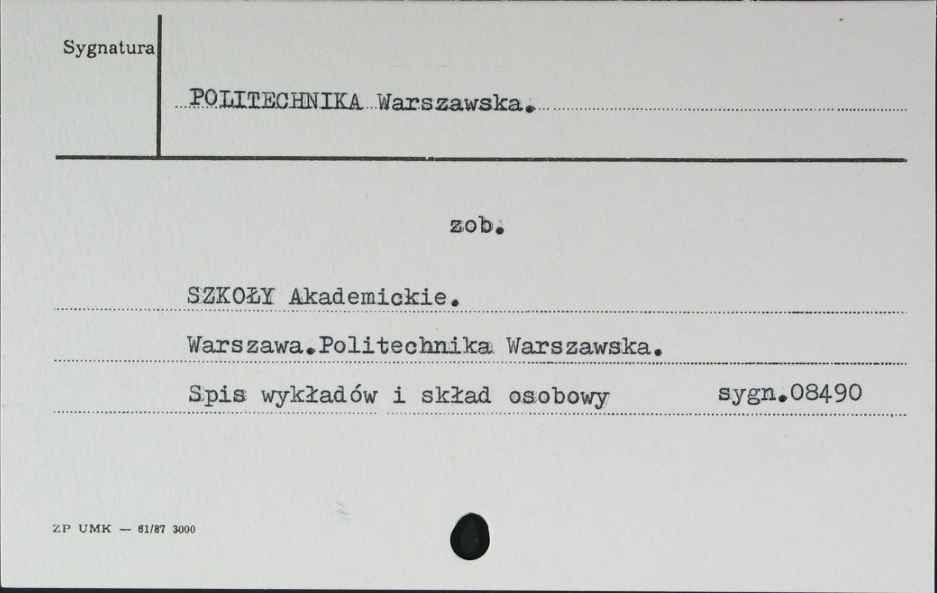 Sygnatura
POLITECHNIKA Warszawska.
zob.
SZKOŁY Akademickie.
Warszawa.Politechnika Warszawska.
Spis wykładów i skład osobowy sygn.08490
ZP UMK — 61/87 3000